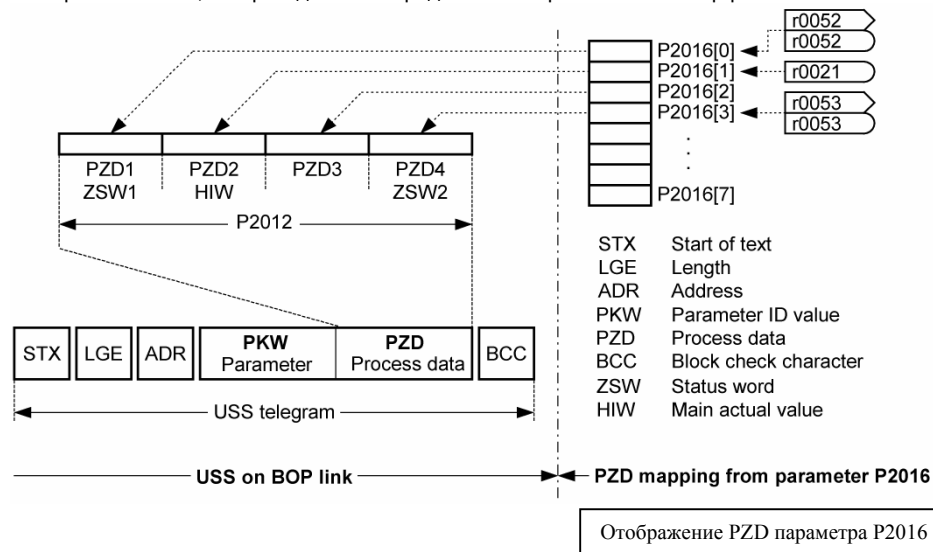 r0052
r0052
P2016[0]
P2016[1]
r0021
P2016[2]
P2016[3]
r0053
r0053
.
.
.
P2016[7]
PZD1 PZD2 PZD3 PZD4
ZSW1 HIW ZSW2
P2012
STX Start of text
LGE Length
ADR Address
PKW Parameter ID value
PZD Process data
BCC Block check character
ZSW Status word
HIW Main actual value
STX LGE ADR PKW Parameter PZD Process data BCC
USS telegram
USS on BOP link
PZD mapping from parameter P2016
Отображение PZD параметра P2016